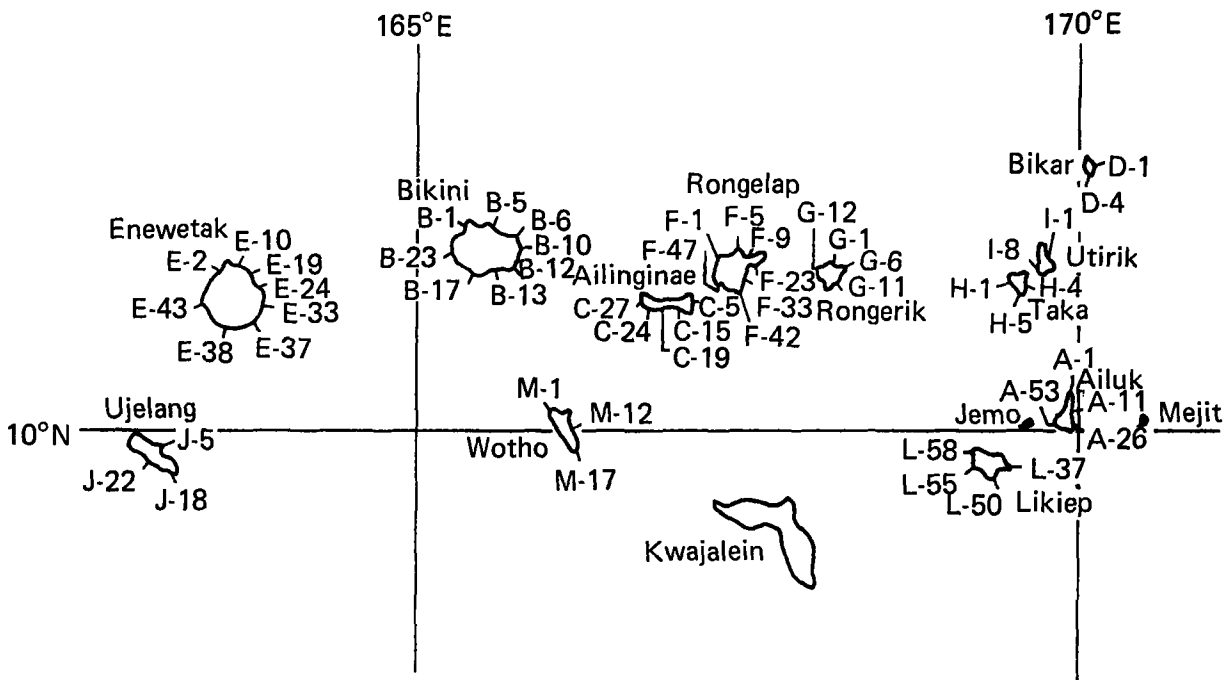 165°E
170°E
Bikar
D-1
D-4
Rongelap
Bikini
B-5
B-1
B-6
B-10
B-12
B-13
B-17
B-23
Enewetak
E-10
E-2
E-19
E-24
E-33
E-37
E-38
E-43
F-1
F-5
F-9
F-47
F-23
F-33
F-42
G-12
G-1
G-6
G-11
Rongerik
Ailinginae
C-27
C-24
C-5
C-15
C-19
I-1
I-8
Utirik
H-1
H-4
H-5
Taka
A-1
Ailuk
A-53
A-11
A-26
Jemo
Mejit
10°N
Ujelang
J-5
J-22
J-18
M-1
M-12
Wotho
M-17
L-58
L-37
L-55
L-50
Likiep
Kwajalein